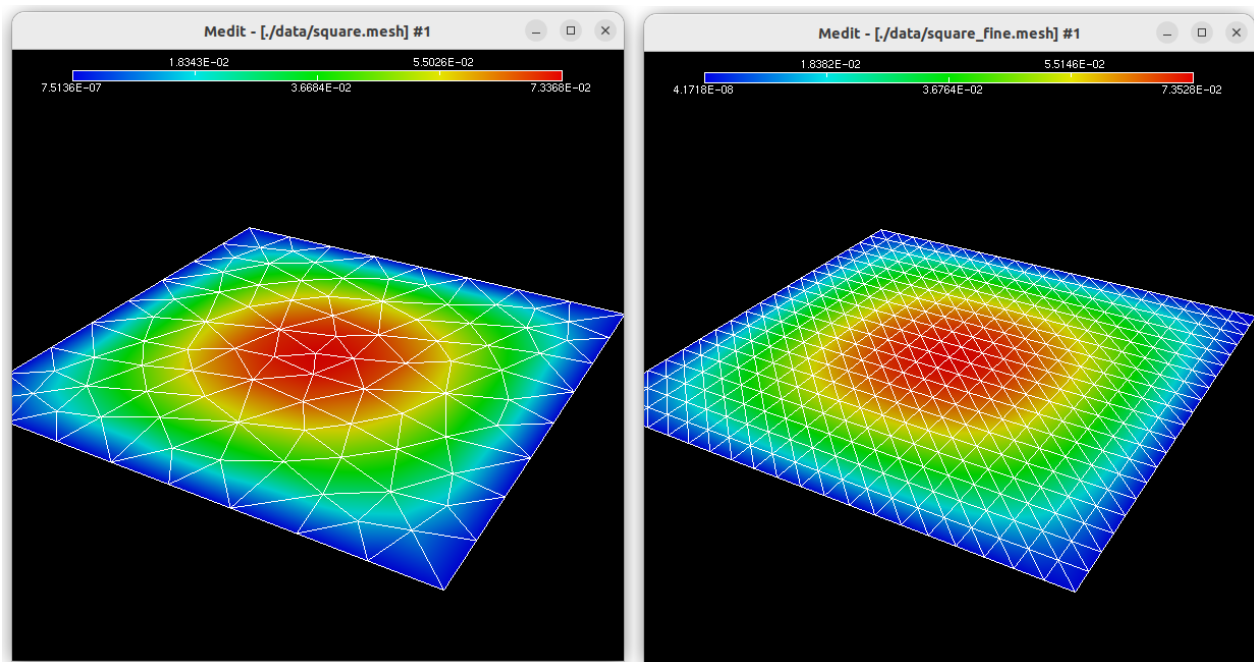 Medit - [./data/square.mesh] #1
1.8343E-02 5.5026E-02
7.5136E-07 3.6684E-02 7.3368E-02
Medit - [./data/square_fine.mesh] #1
1.8382E-02 5.5146E-02
4.1718E-08 3.6764E-02 7.3528E-02